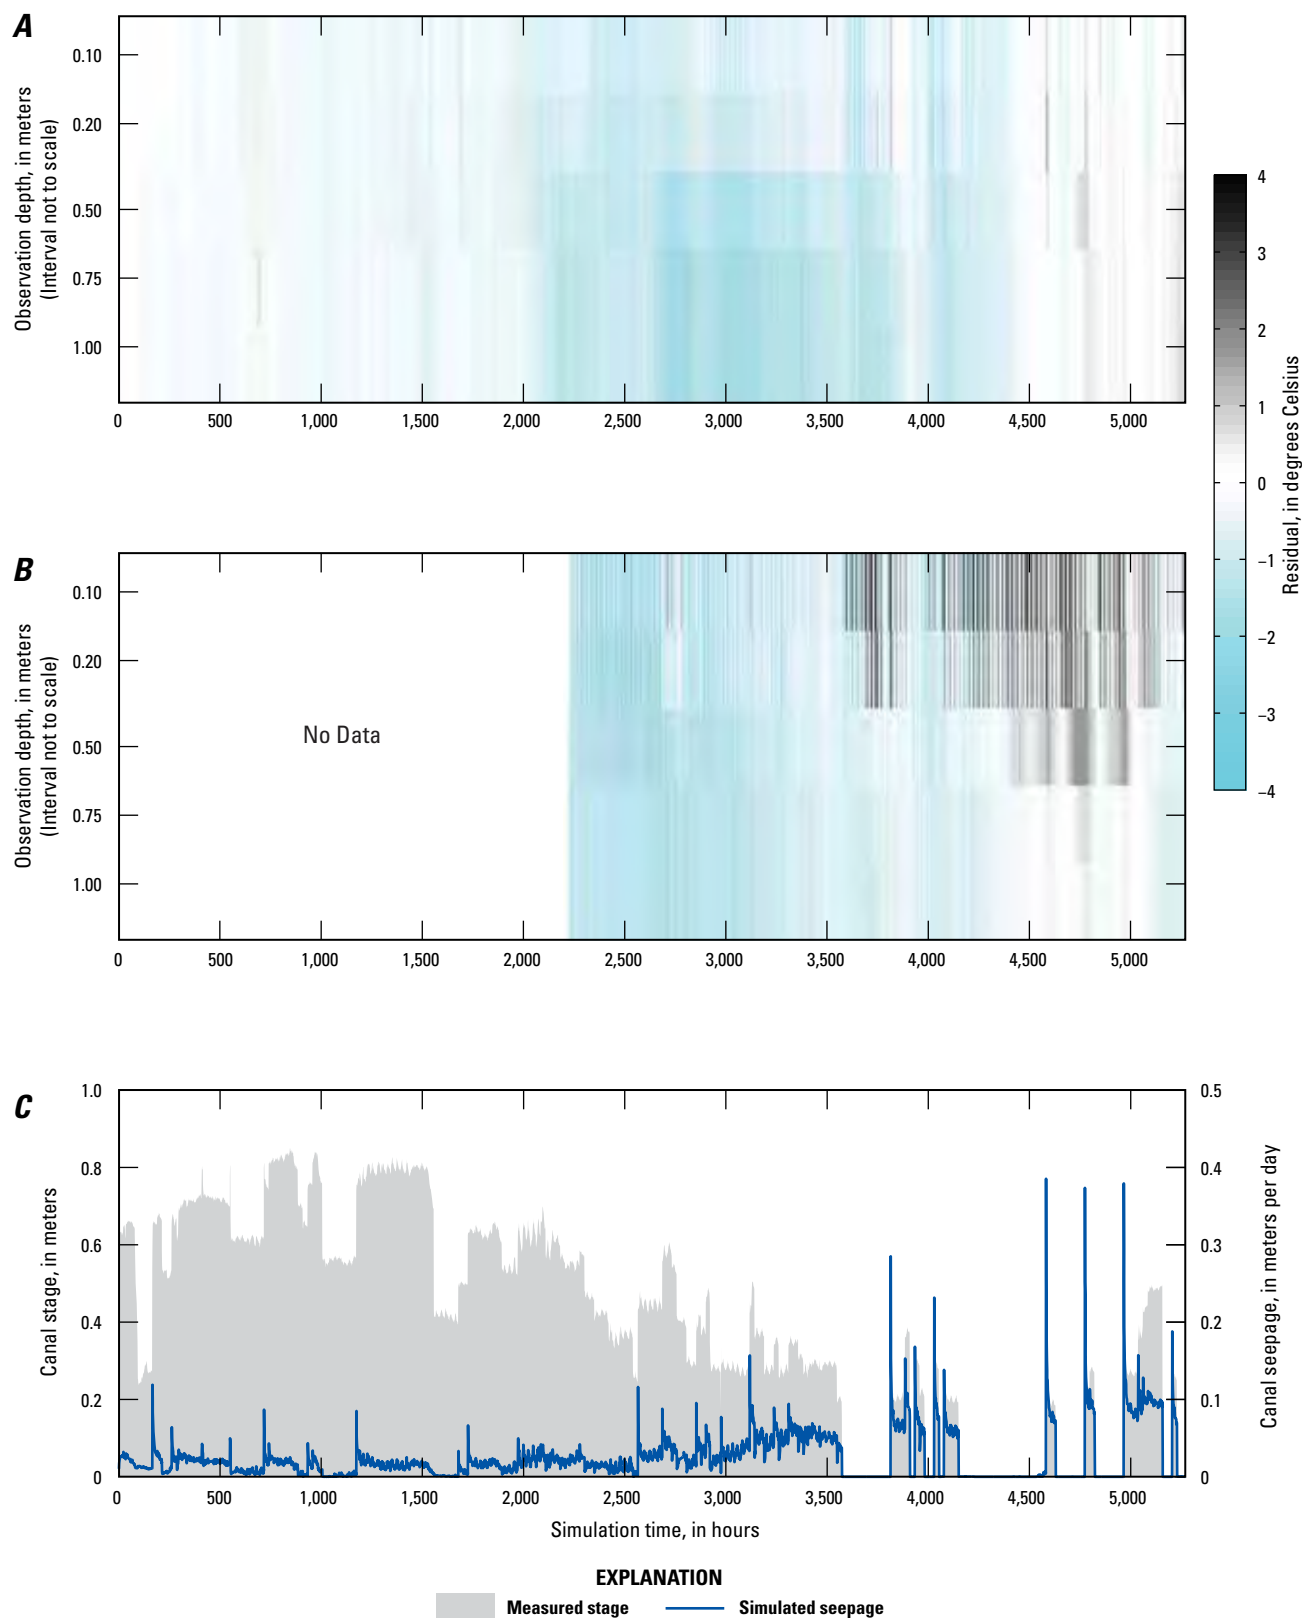 A
Observation depth, in meters
(Interval not to scale)
0.10
0.20
0.50
0.75
1.00
0 500 1,000 1,500 2,000 2,500 3,000 3,500 4,000 4,500 5,000
4
3
2
1
0
−1
−2
−3
−4
Residual, in degrees Celsius
B
Observation depth, in meters
(Interval not to scale)
0.10
0.20
0.50
0.75
1.00
No Data
0 500 1,000 1,500 2,000 2,500 3,000 3,500 4,000 4,500 5,000
C
Canal stage, in meters
1.0
0.8
0.6
0.4
0.2
0
0.5
0.4
0.3
0.2
0.1
0
Canal seepage, in meters per day
0 500 1,000 1,500 2,000 2,500 3,000 3,500 4,000 4,500 5,000
Simulation time, in hours
EXPLANATION
Measured stage Simulated seepage